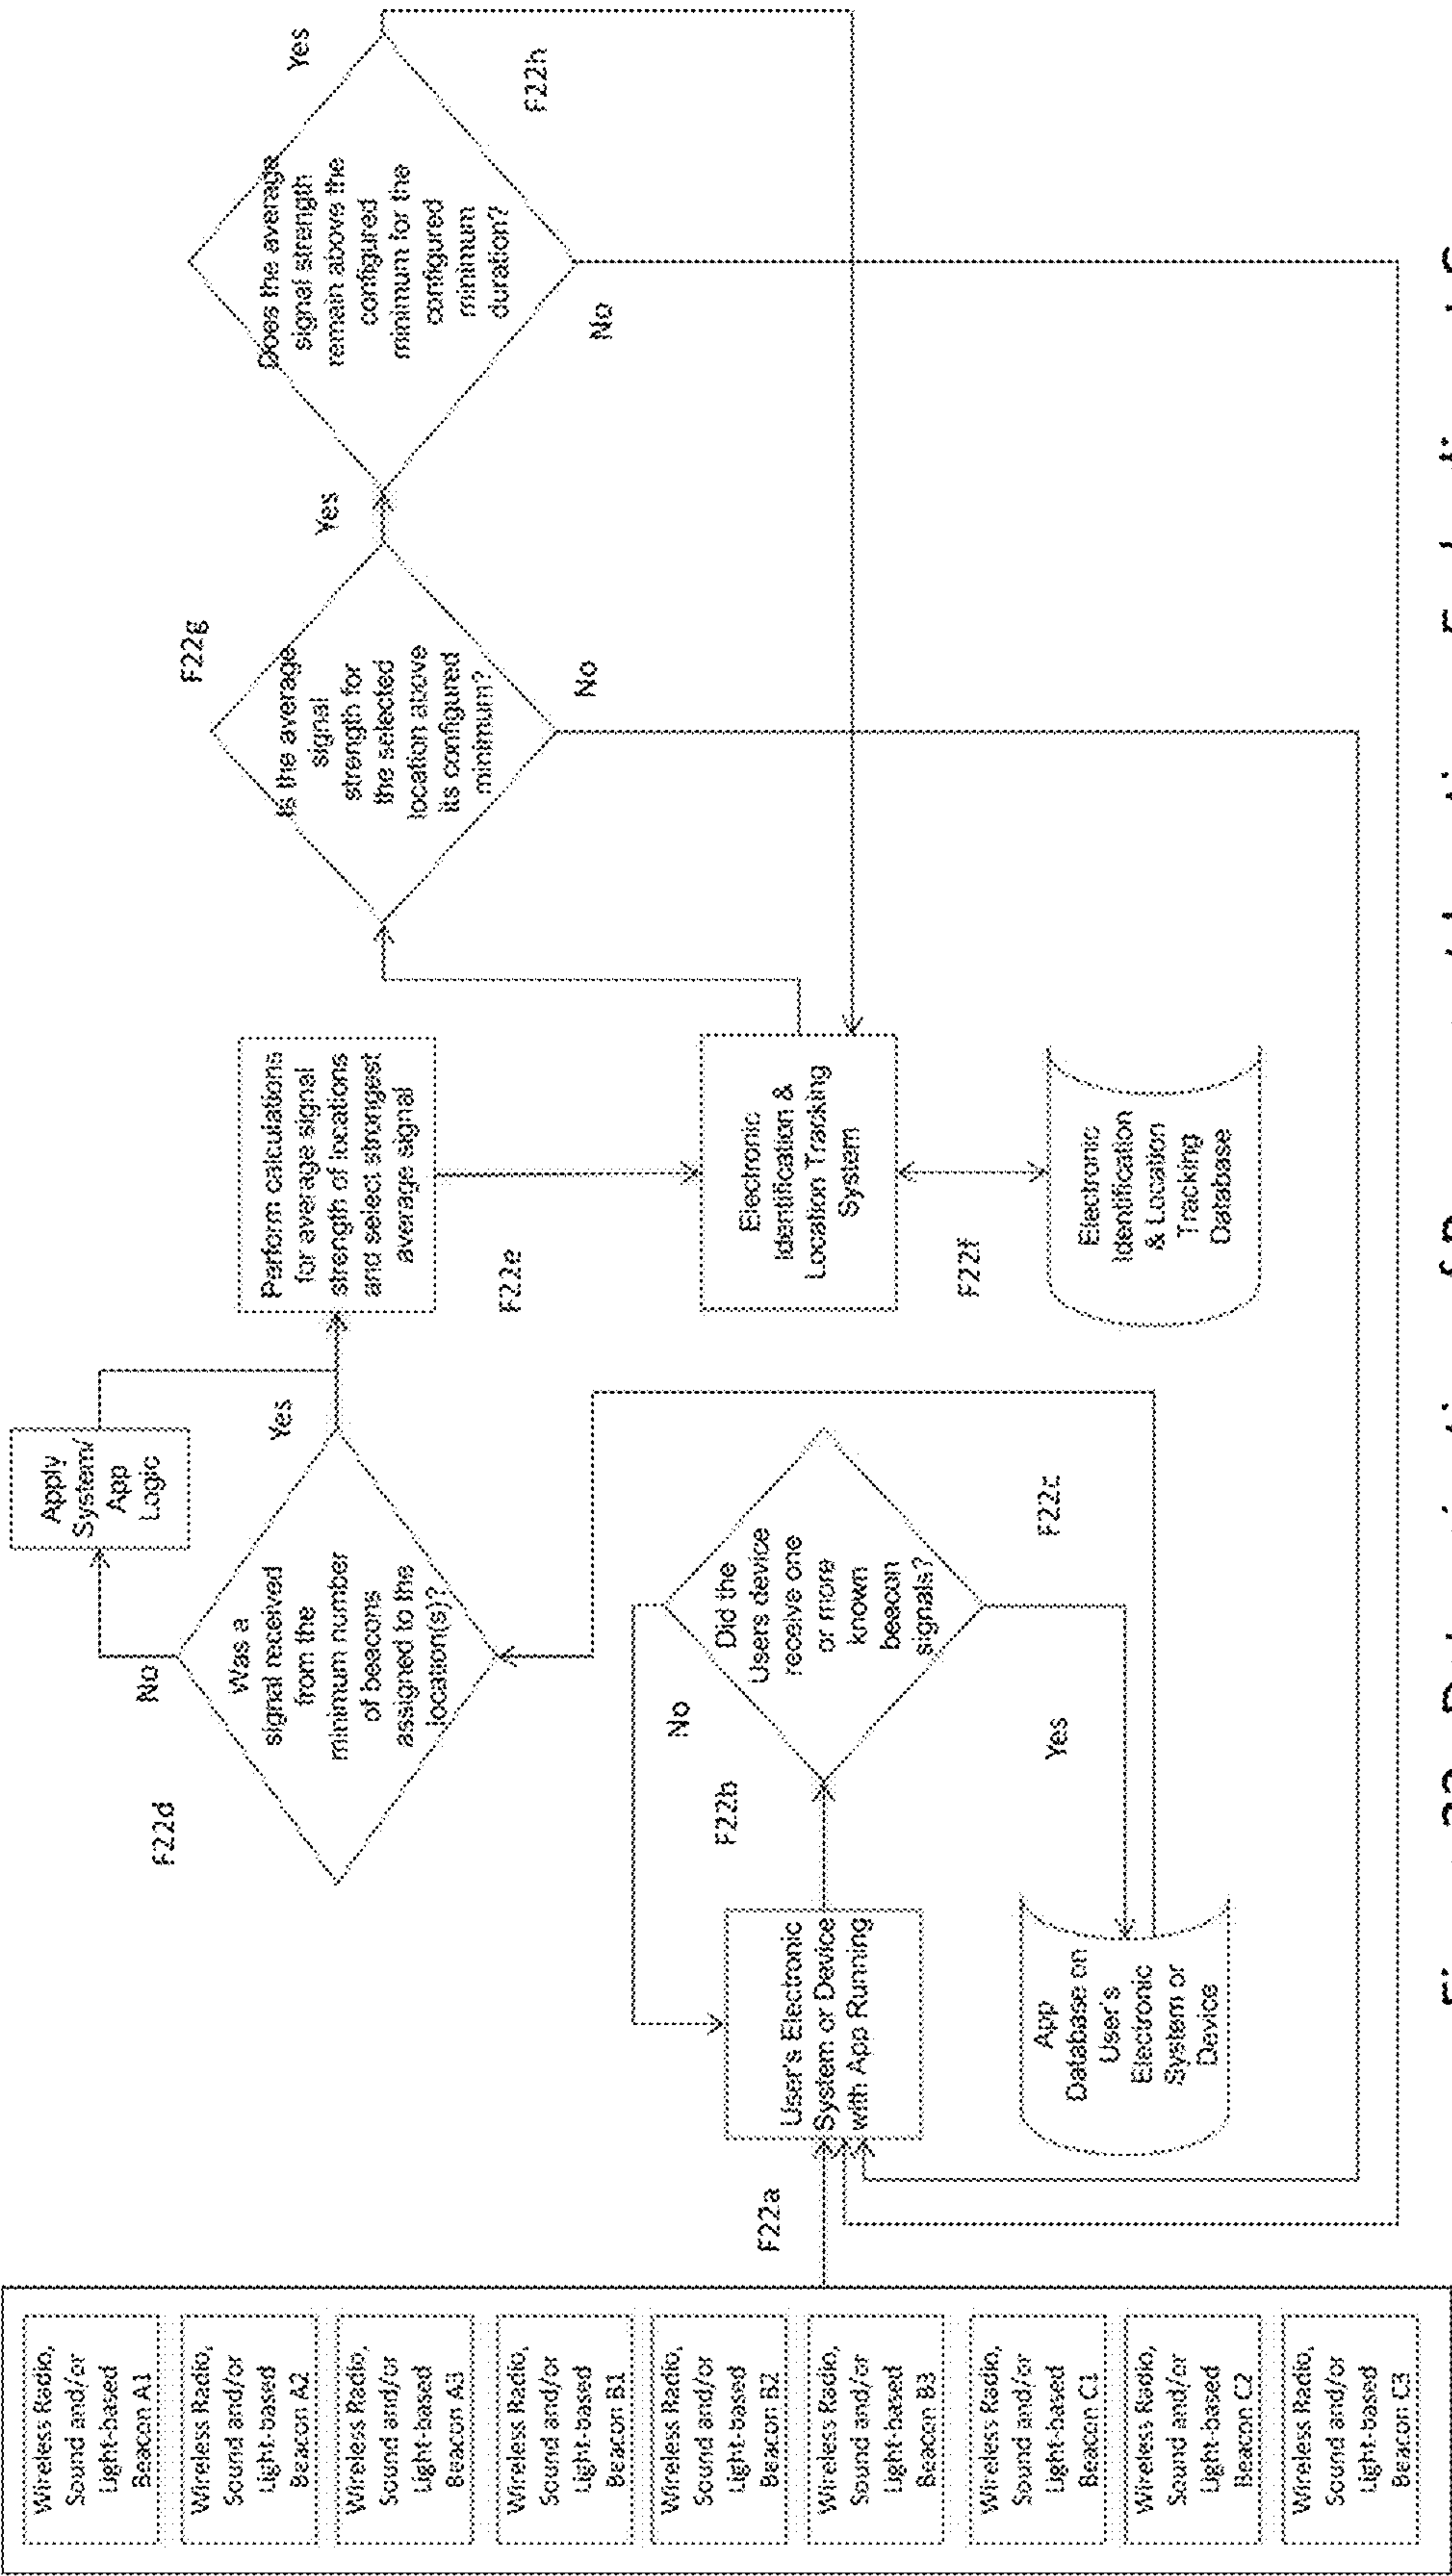 Wireless Radio,
Sound and/or
Light-based
Beacon A1
Wireless Radio,
Sound and/or
Light-based
Beacon A2
Wireless Radio,
Sound and/or
Light-based
Beacon A3
Wireless Radio,
Sound and/or
Light-based
Beacon B1
Wireless Radio,
Sound and/or
Light-based
Beacon B2
Wireless Radio,
Sound and/or
Light-based
Beacon B3
Wireless Radio,
Sound and/or
Light-based
Beacon C1
Wireless Radio,
Sound and/or
Light-based
Beacon C2
Wireless Radio,
Sound and/or
Light-based
Beacon C3
F22a
User's Electronic
System or Device
with App Running
F22b
No
Did the
Users device
receive one
or more
known
beacon
signals?
Yes
F22c
App
Database on
User's
Electronic
System or
Device
F22d
Was a
signal received
from the
minimum number
of beacons
assigned to the
location(s)?
No
Apply
System/
App
Logic
Yes
Perform calculations
for average signal
strength of locations
and select strongest
average signal
F22e
Electronic
Identification &
Location Tracking
System
F22f
Electronic
Identification
& Location
Tracking
Database
F22g
Is the average
signal
strength for
the selected
location above
its configured
minimum?
No
Yes
Does the average
signal strength
remain above the
configured
minimum for the
configured
minimum
duration?
No
Yes
F22h